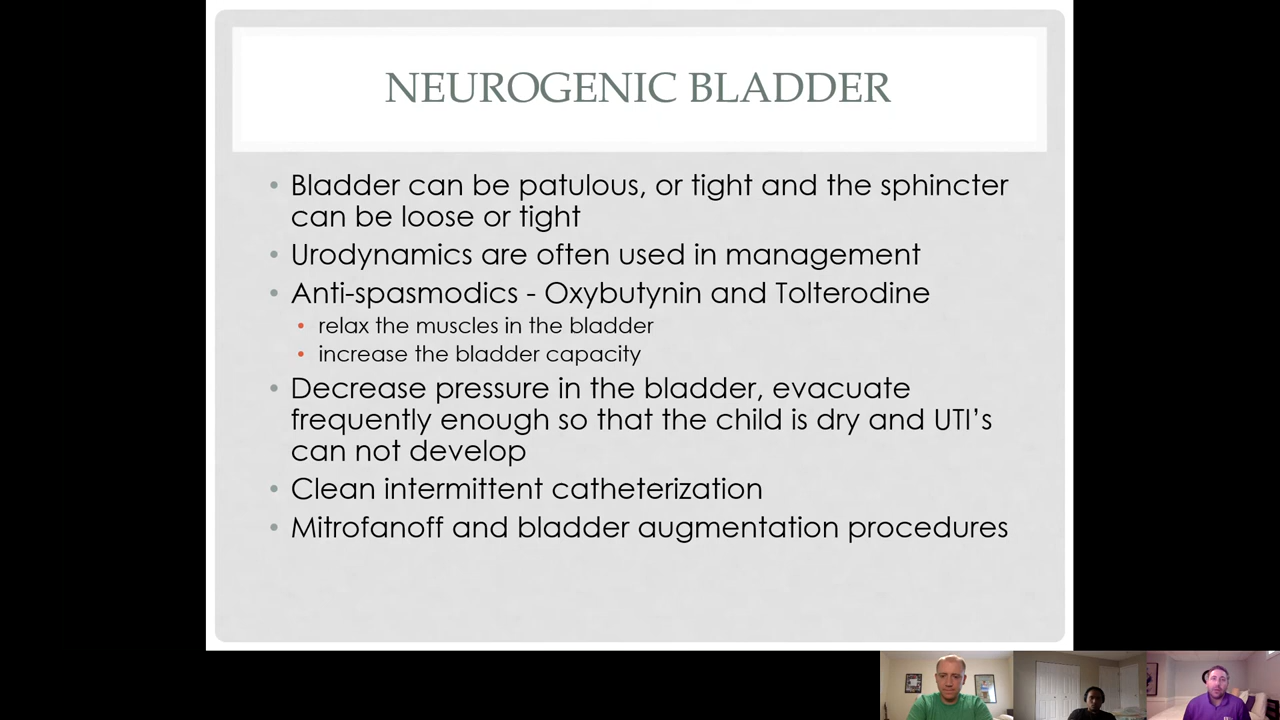 NEUROGENIC BLADDER
• Bladder can be patulous, or tight and the sphincter
can be loose or tight
• Urodynamics are often used in management
• Anti-spasmodics - Oxybutynin and Tolterodine
• relax the muscles in the bladder
• increase the bladder capacity
• Decrease pressure in the bladder, evacuate
frequently enough so that the child is dry and UTI’s
can not develop
• Clean intermittent catheterization
• Mitrofanoff and bladder augmentation procedures